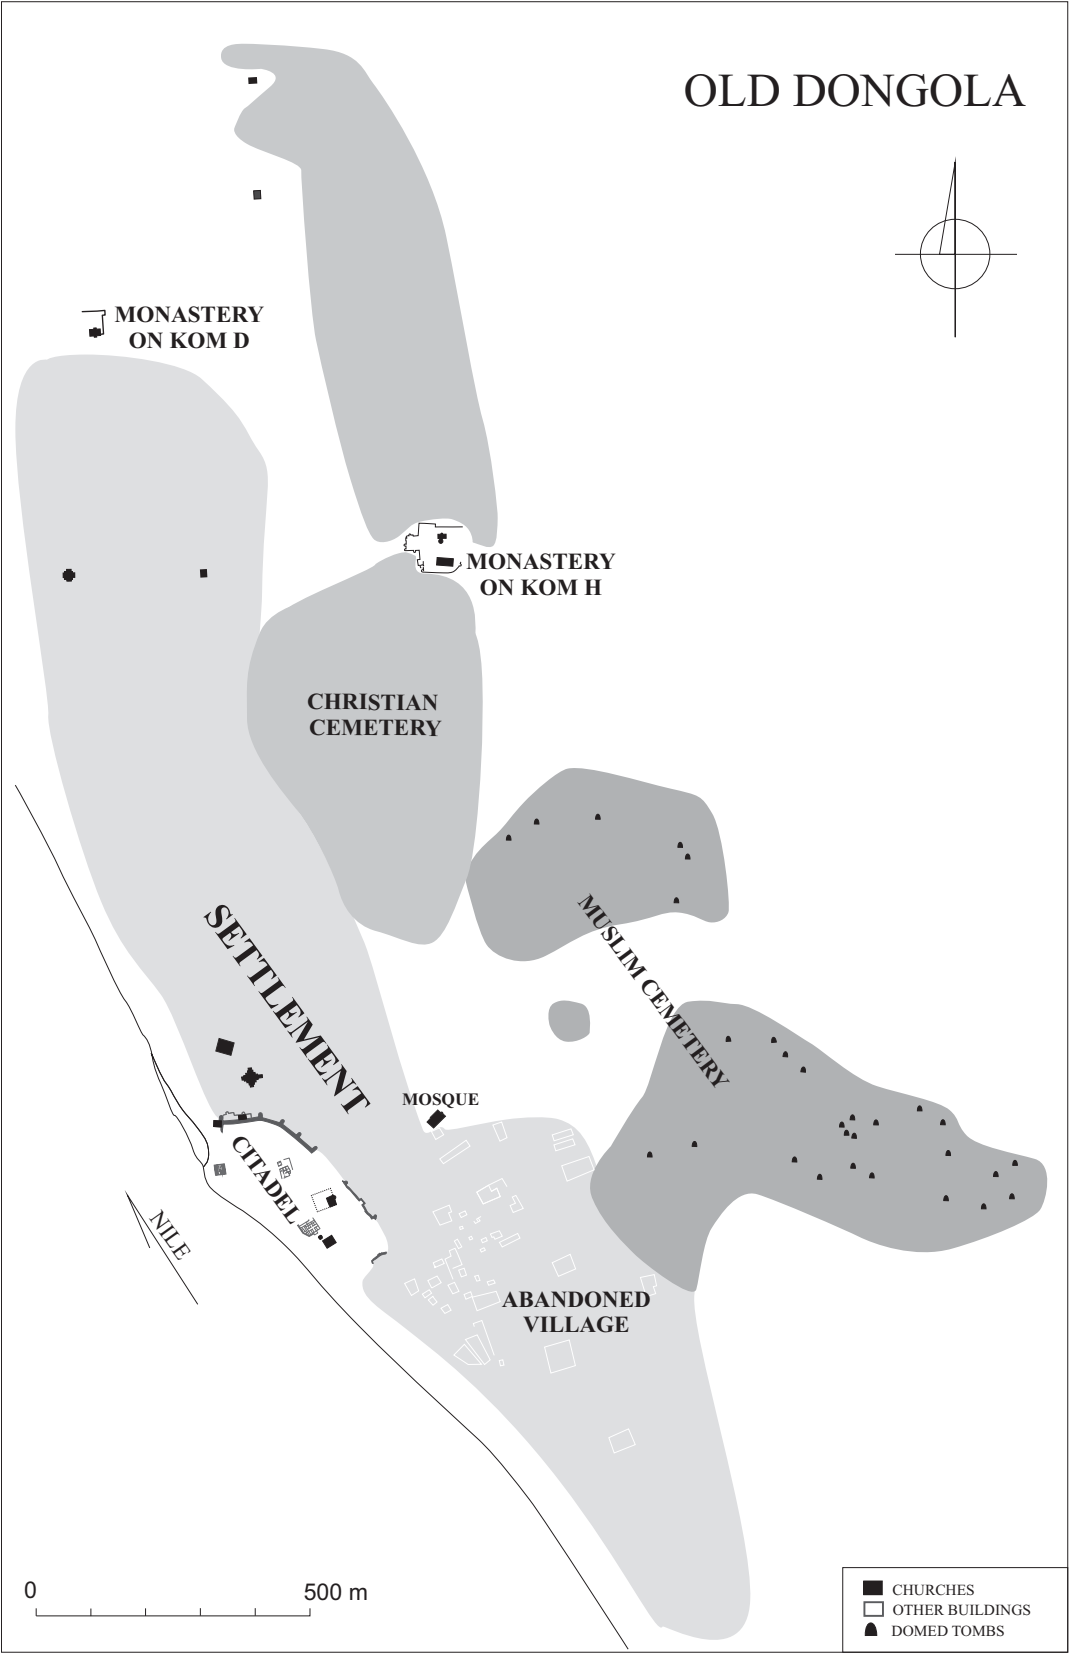 OLD DONGOLA
MONASTERY
ON KOM D
MONASTERY
ON KOM H
CHRISTIAN
CEMETERY
MUSLIM CEMETERY
SETTLEMENT
MOSQUE
CITADEL
NILE
ABANDONED
VILLAGE
0 500 m
CHURCHES
OTHER BUILDINGS
DOMED TOMBS